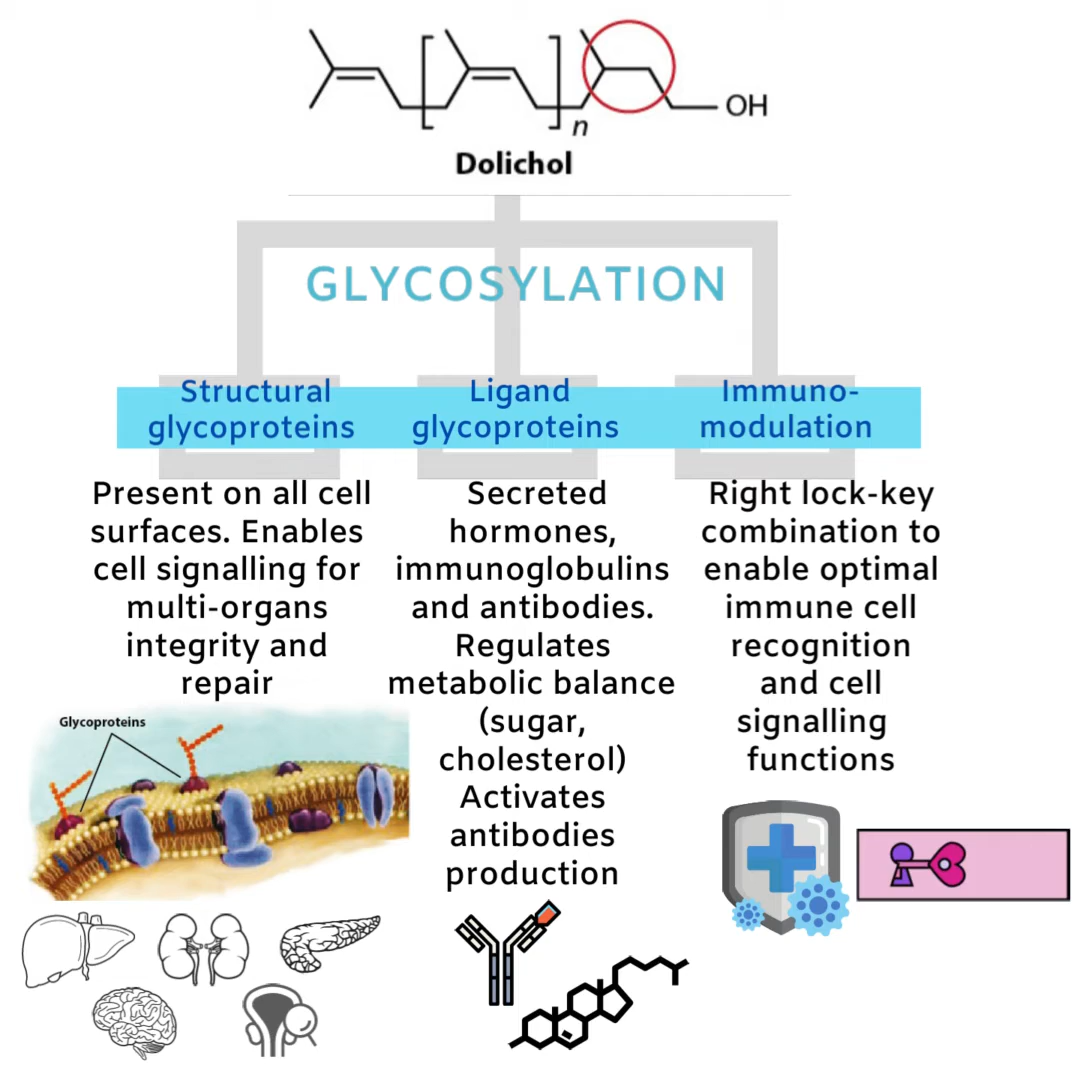 OH
n
Dolichol
GLYCOSYLATION
Structural
glycoproteins
Present on all cell
surfaces. Enables
cell signalling for
multi-organs
integrity and
repair
Glycoproteins
Ligand
glycoproteins
Secreted
hormones,
immunoglobulins
and antibodies.
Regulates
metabolic balance
(sugar,
cholesterol)
Activates
antibodies
production
Immuno-
modulation
Right lock-key
combination to
enable optimal
immune cell
recognition
and cell
signalling
functions